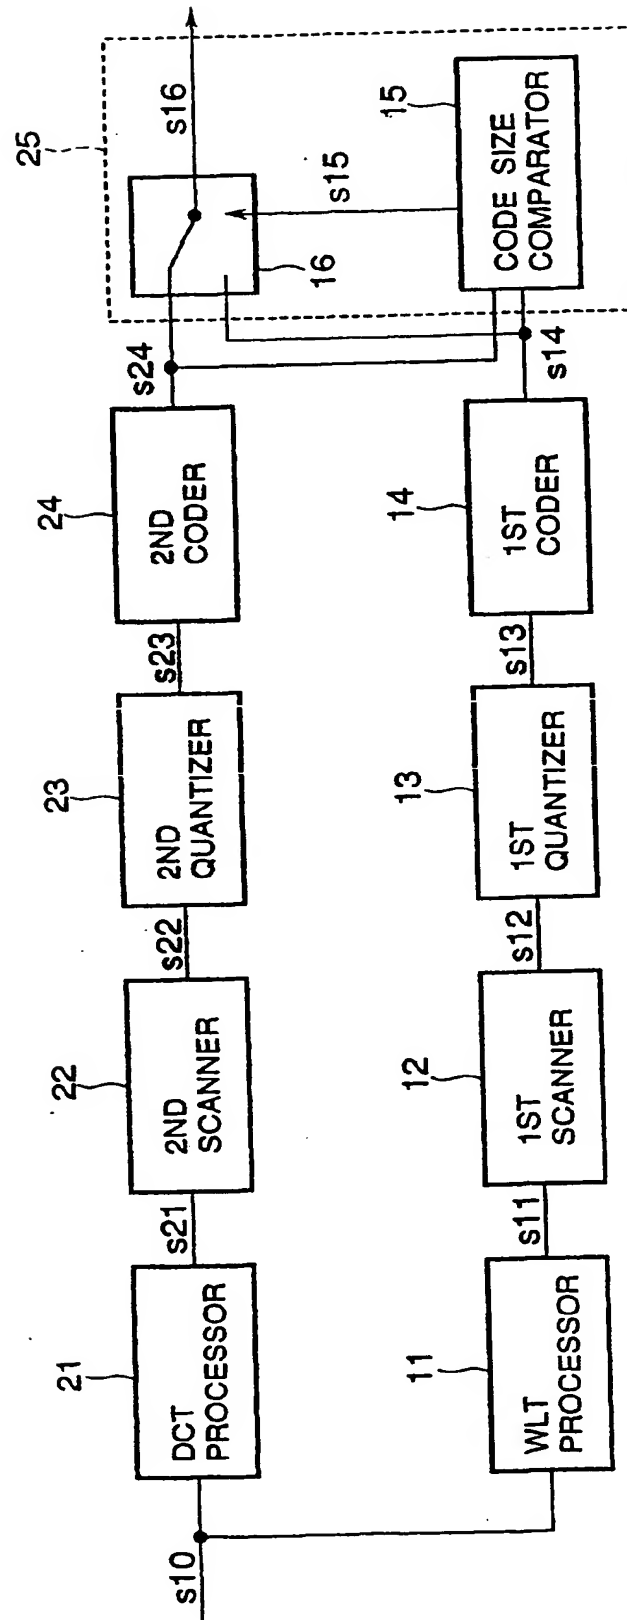 s10
21
DCT
PROCESSOR
s21
22
2ND
SCANNER
s22
23
2ND
QUANTIZER
s23
24
2ND
CODER
s24
25
16
s16
s15
11
WLT
PROCESSOR
s11
12
1ST
SCANNER
s12
13
1ST
QUANTIZER
s13
14
1ST
CODER
s14
15
CODE SIZE
COMPARATOR